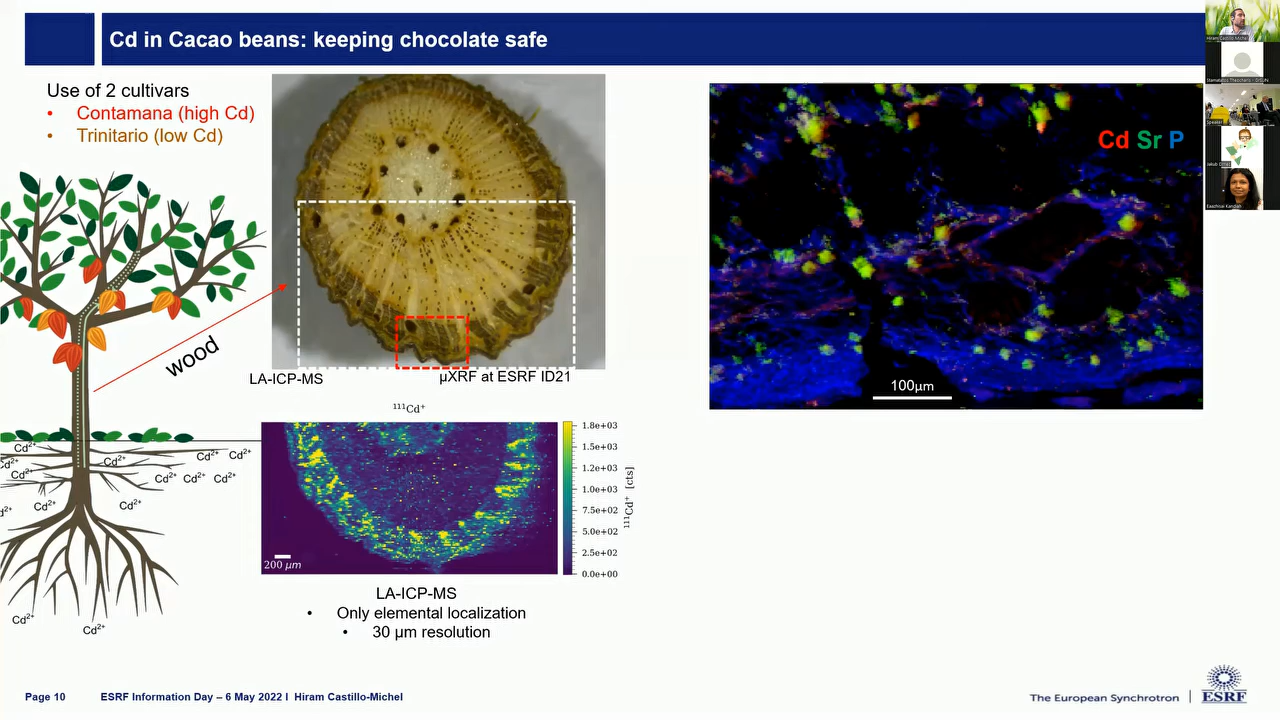 Cd in Cacao beans: keeping chocolate safe
Use of 2 cultivars
• Contamana (high Cd)
• Trinitario (low Cd)
wood
LA-ICP-MS
µXRF at ESRF ID21
Cd Sr P
100µm
¹¹¹Cd⁺
1.8e+03
1.5e+03
1.2e+03
1.0e+03
7.5e+02
5.0e+02
2.5e+02
0.0e+00
¹¹¹Cd⁺ [cts]
200 µm
Cd²⁺
Cd²⁺
Cd²⁺
Cd²⁺
Cd²⁺
Cd²⁺
Cd²⁺
Cd²⁺
Cd²⁺
Cd²⁺
Cd²⁺
Cd²⁺
Cd²⁺
LA-ICP-MS
• Only elemental localization
• 30 µm resolution
Page 10 ESRF Information Day – 6 May 2022 I Hiram Castillo-Michel
The European Synchrotron | ESRF
Hiram Castillo-Michel
Speaker